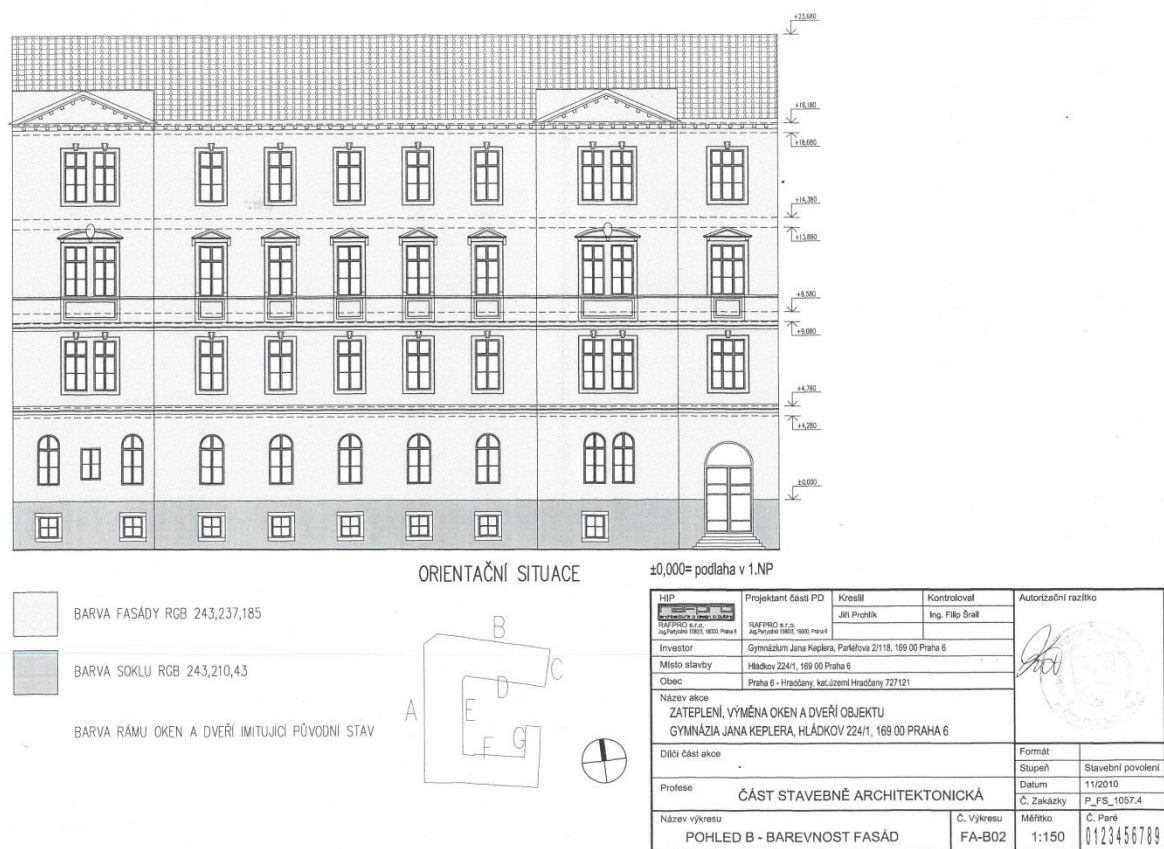 +23,680
+19,180
+18,680
+14,380
+13,880
+9,580
+9,080
+4,780
+4,280
±0,000
ORIENTAČNÍ SITUACE
±0,000= podlaha v 1.NP
BARVA FASÁDY RGB 243,237,185
BARVA SOKLU RGB 243,210,43
BARVA RÁMU OKEN A DVEŘÍ IMITUJÍCÍ PŮVODNÍ STAV
B
C
D
A
E
F
G
HIP
Projektant části PD
Kreslil
Kontroloval
Autorizační razítko
RAFPRO s.r.o.
RAFPRO s.r.o.
Jiří Prchlík
Ing. Filip Šrail
Investor
Gymnázium Jana Keplera, Parléřova 2/118, 169 00 Praha 6
Místo stavby
Hládkov 224/1, 169 00 Praha 6
Obec
Praha 6 - Hradčany, kat.území Hradčany 727121
Název akce
ZATEPLENÍ, VÝMĚNA OKEN A DVEŘÍ OBJEKTU
GYMNÁZIA JANA KEPLERA, HLÁDKOV 224/1, 169 00 PRAHA 6
Dílčí část akce
Formát
Stupeň
Stavební povolení
Profese
ČÁST STAVEBNĚ ARCHITEKTONICKÁ
Datum
11/2010
Č. Zakázky
P_FS_1057.4
Název výkresu
POHLED B - BAREVNOST FASÁD
Č. Výkresu
FA-B02
Měřítko
1:150
Č. Paré
0123456789